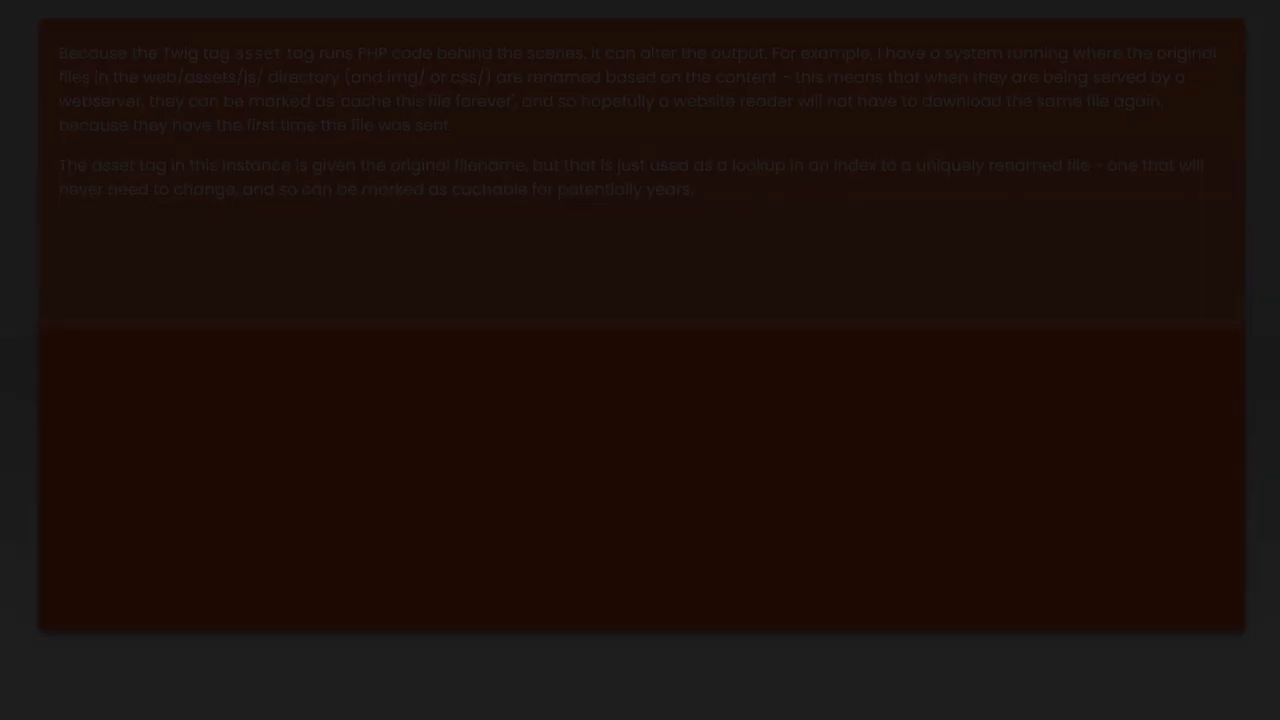 Because the Twig tag asset tag runs PHP code behind the scenes, it can alter the output. For example, I have a system running where the original
files in the web/assets/js/ directory (and img/ or css/) are renamed based on the content - this means that when they are being served by a
webserver, they can be marked as 'cache this file forever', and so hopefully a website reader will not have to download the same file again,
because they have the first time the file was sent.
The asset tag in this instance is given the original filename, but that is just used as a lookup in an index to a uniquely renamed file - one that will
never need to change, and so can be marked as cachable for potentially years.